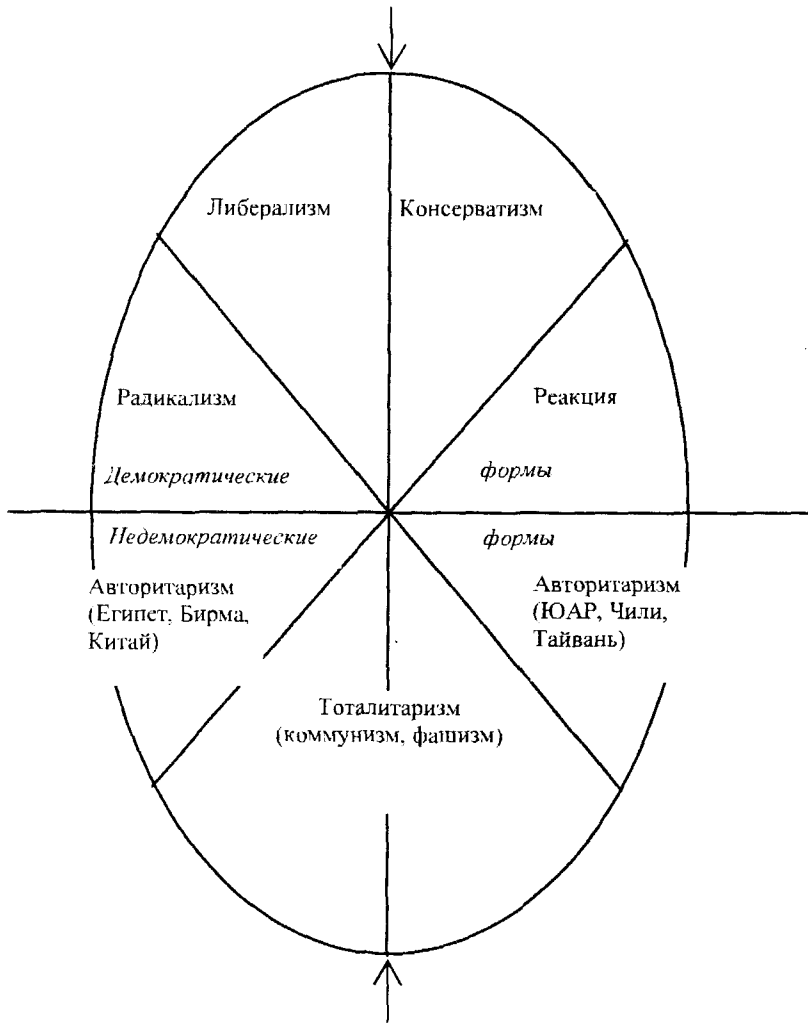 Либерализм
Консерватизм
Радикализм
Реакция
Демократические
формы
Недемократические
формы
Авторитаризм
(Египет, Бирма,
Китай)
Авторитаризм
(ЮАР, Чили,
Тайвань)
Тоталитаризм
(коммунизм, фашизм)